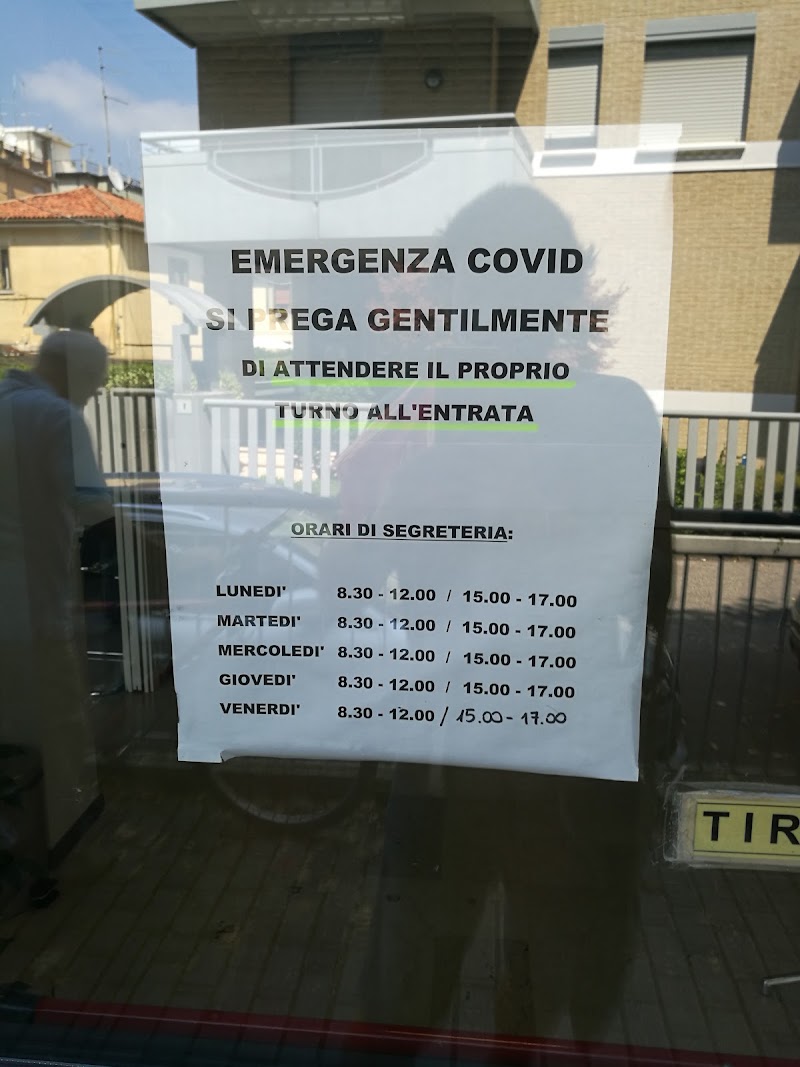 EMERGENZA COVID
SI PREGA GENTILMENTE
DI ATTENDERE IL PROPRIO
TURNO ALL'ENTRATA
ORARI DI SEGRETERIA:
LUNEDI' 8.30 - 12.00 / 15.00 - 17.00
MARTEDI' 8.30 - 12.00 / 15.00 - 17.00
MERCOLEDI' 8.30 - 12.00 / 15.00 - 17.00
GIOVEDI' 8.30 - 12.00 / 15.00 - 17.00
VENERDI' 8.30 - 12.00 / 15.00 - 17.00
TIR